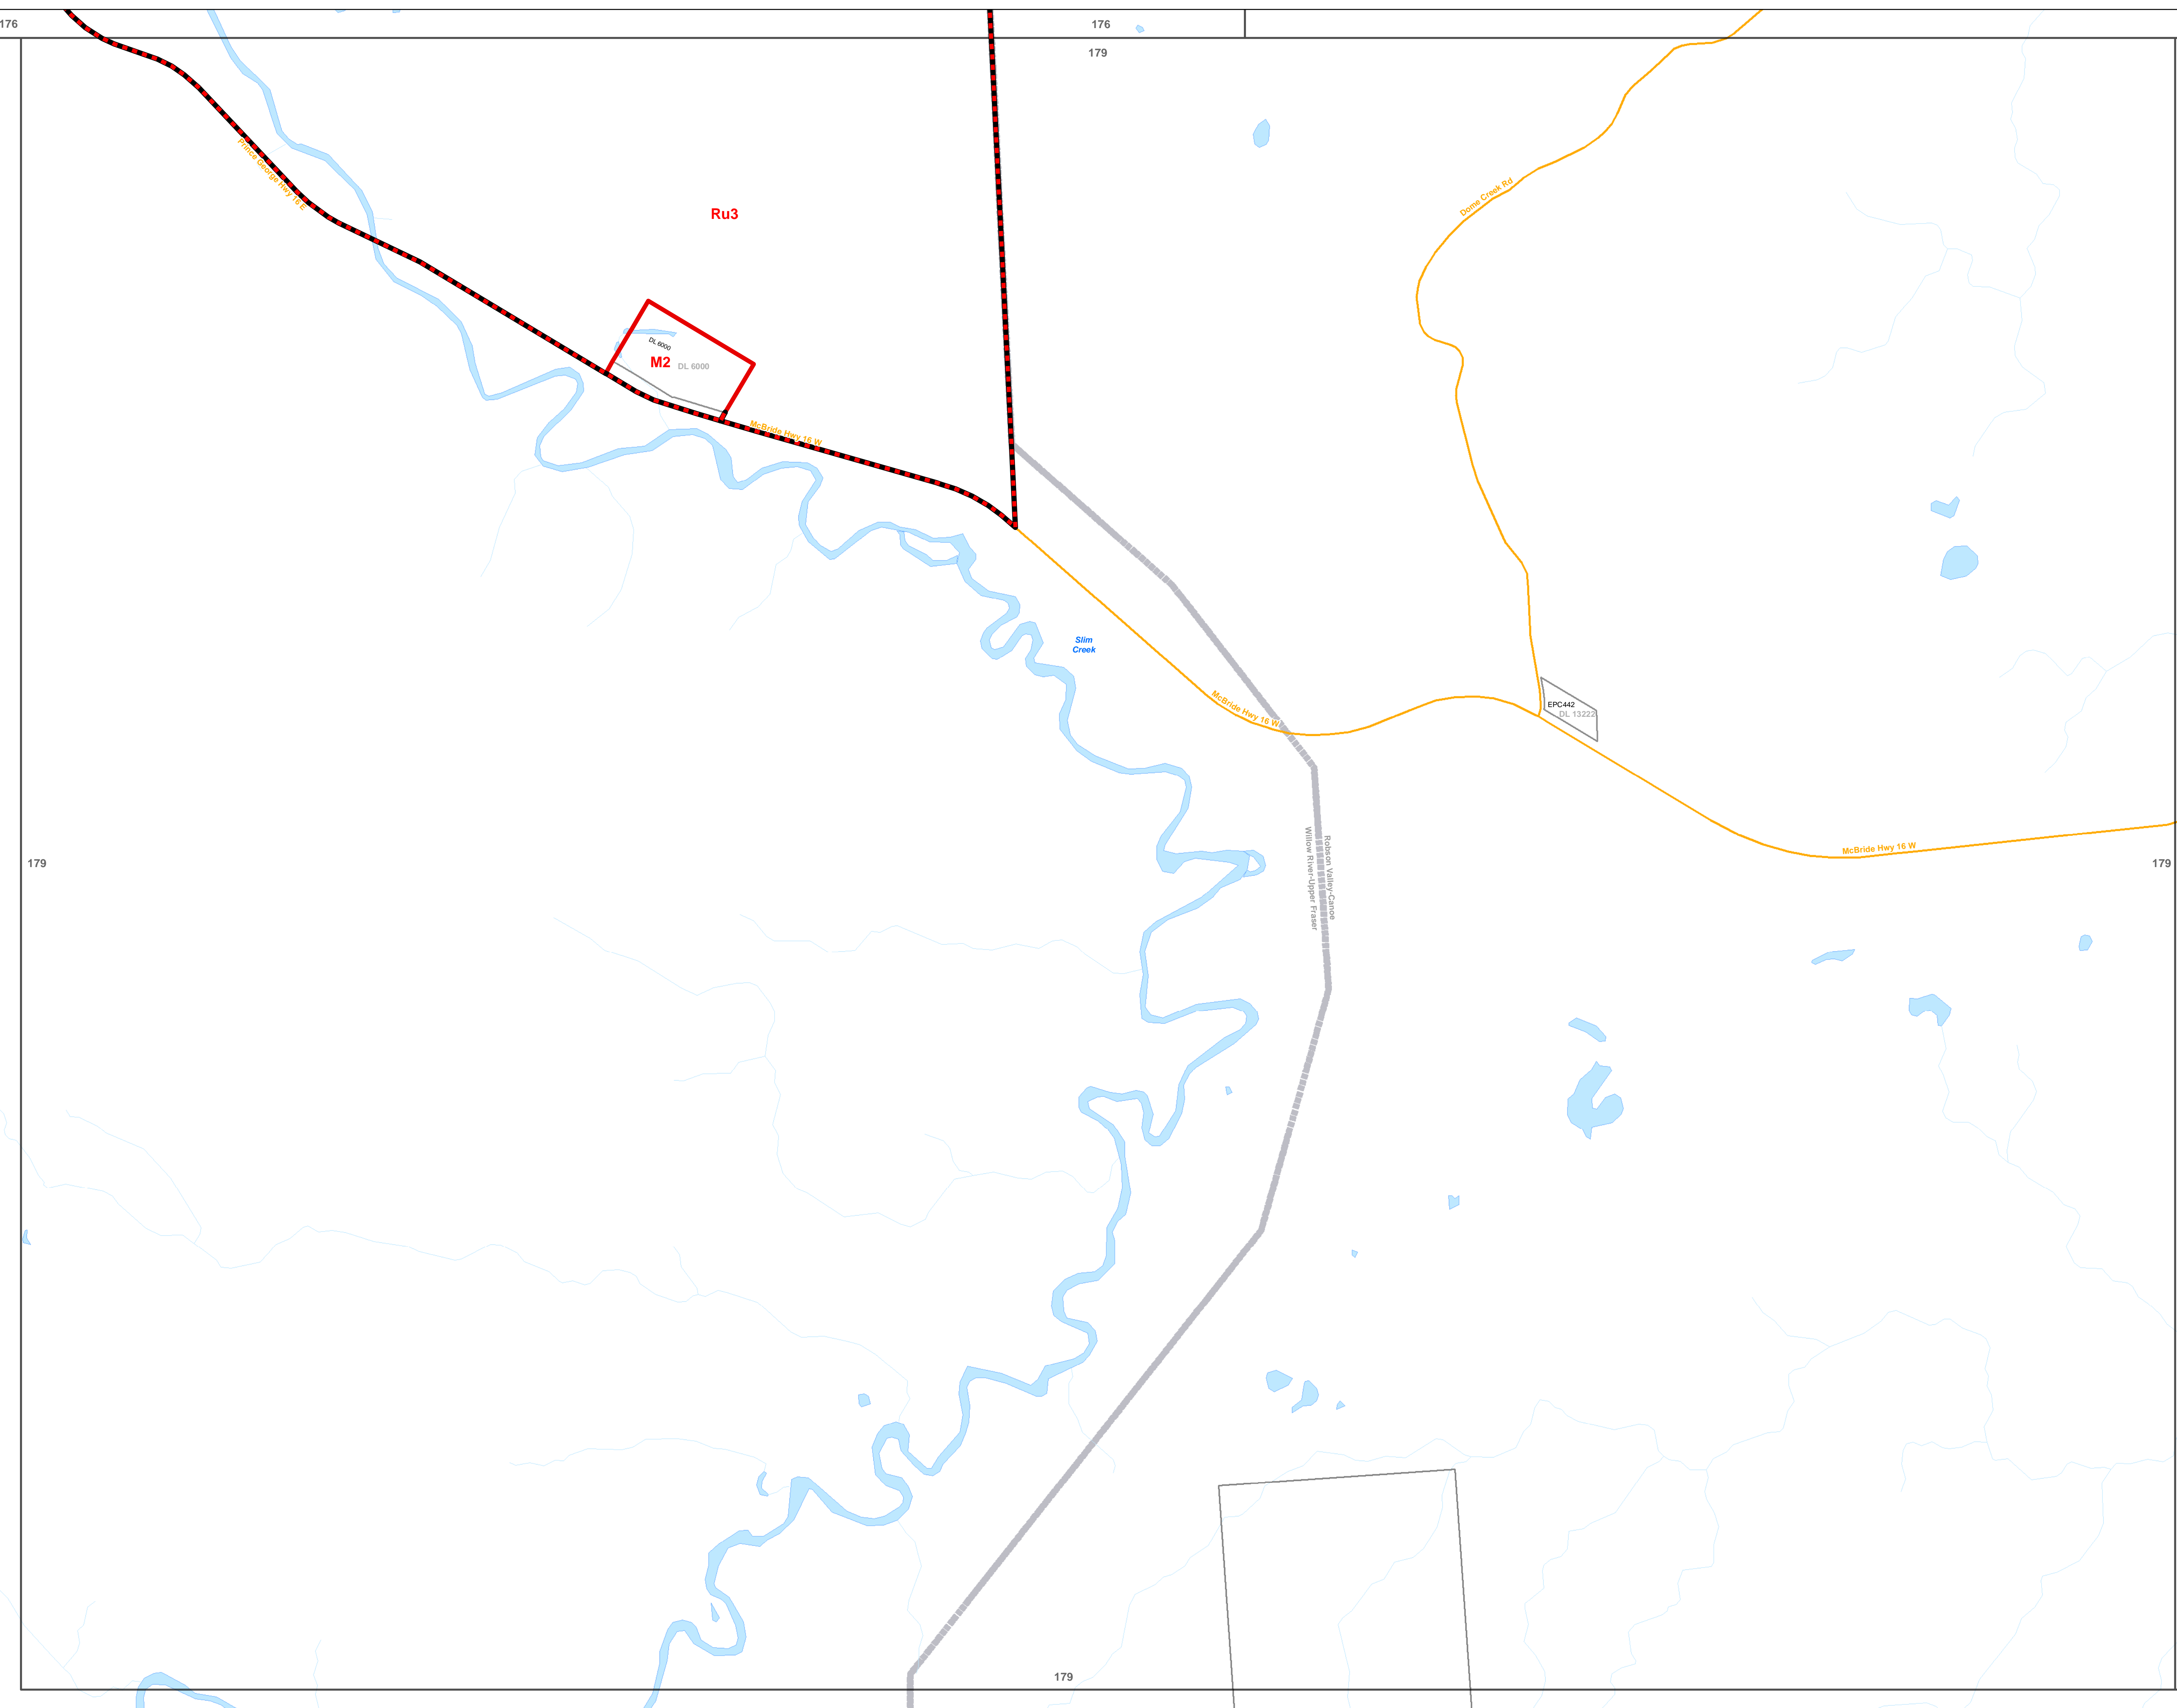 176
176
179
Prince George Hwy 16 E
Ru3
Dome Creek Rd
DL 6000
M2
DL 6000
McBride Hwy 16 W
Slim
Creek
McBride Hwy 16 W
EPC442
DL 13222
Robson Valley-Canoe
Willow River-Upper Fraser
McBride Hwy 16 W
179
179
179